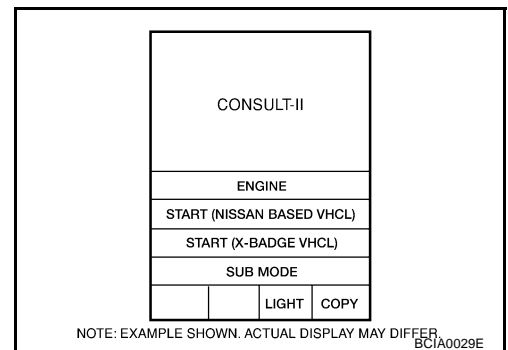 CONSULT-II
ENGINE
START (NISSAN BASED VHCL)
START (X-BADGE VHCL)
SUB MODE
LIGHT COPY
NOTE: EXAMPLE SHOWN. ACTUAL DISPLAY MAY DIFFER.
BCIA0029E